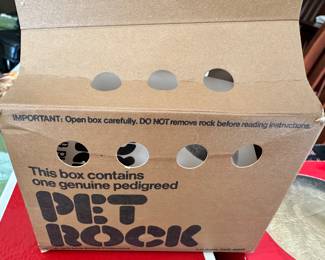 IMPORTANT: Open box carefully. DO NOT remove rock before reading instructions.
This box contains
one genuine pedigreed
PET
ROCK